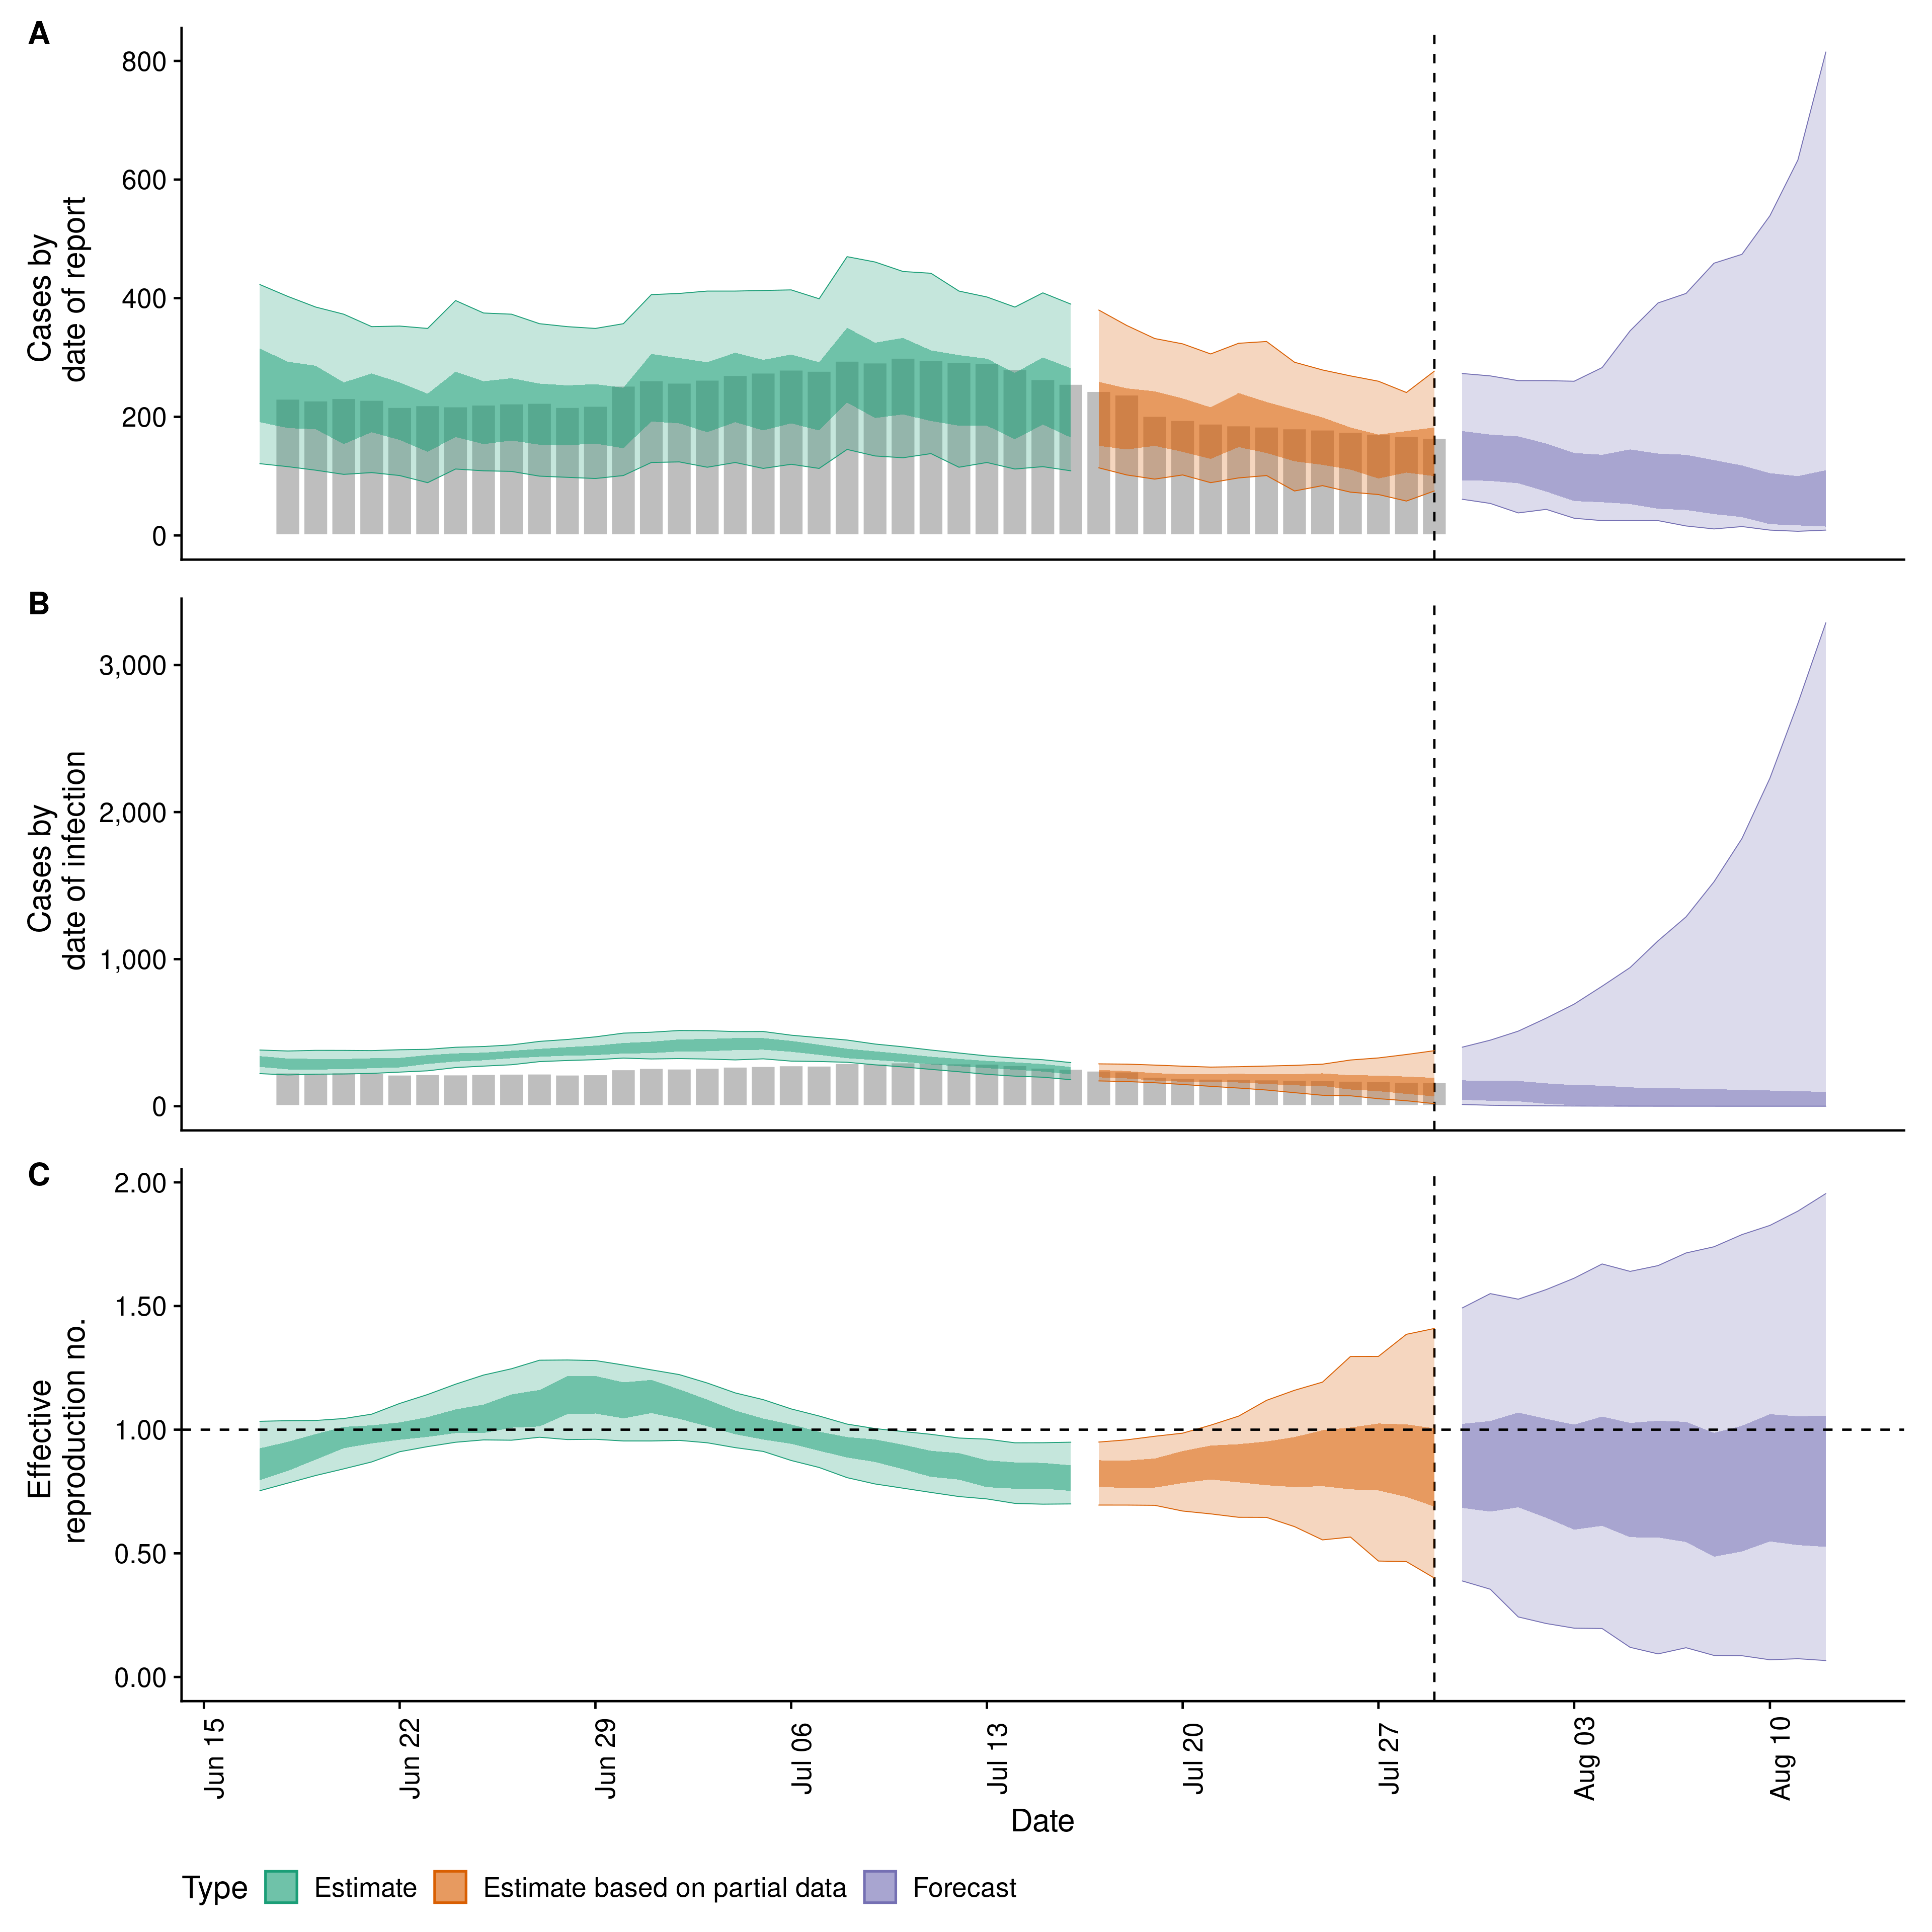 A
Cases by
date of report
800
600
400
200
0
B
Cases by
date of infection
3,000
2,000
1,000
0
C
Effective
reproduction no.
2.00
1.50
1.00
0.50
0.00
Jun 15
Jun 22
Jun 29
Jul 06
Jul 13
Jul 20
Jul 27
Aug 03
Aug 10
Date
Type Estimate Estimate based on partial data Forecast